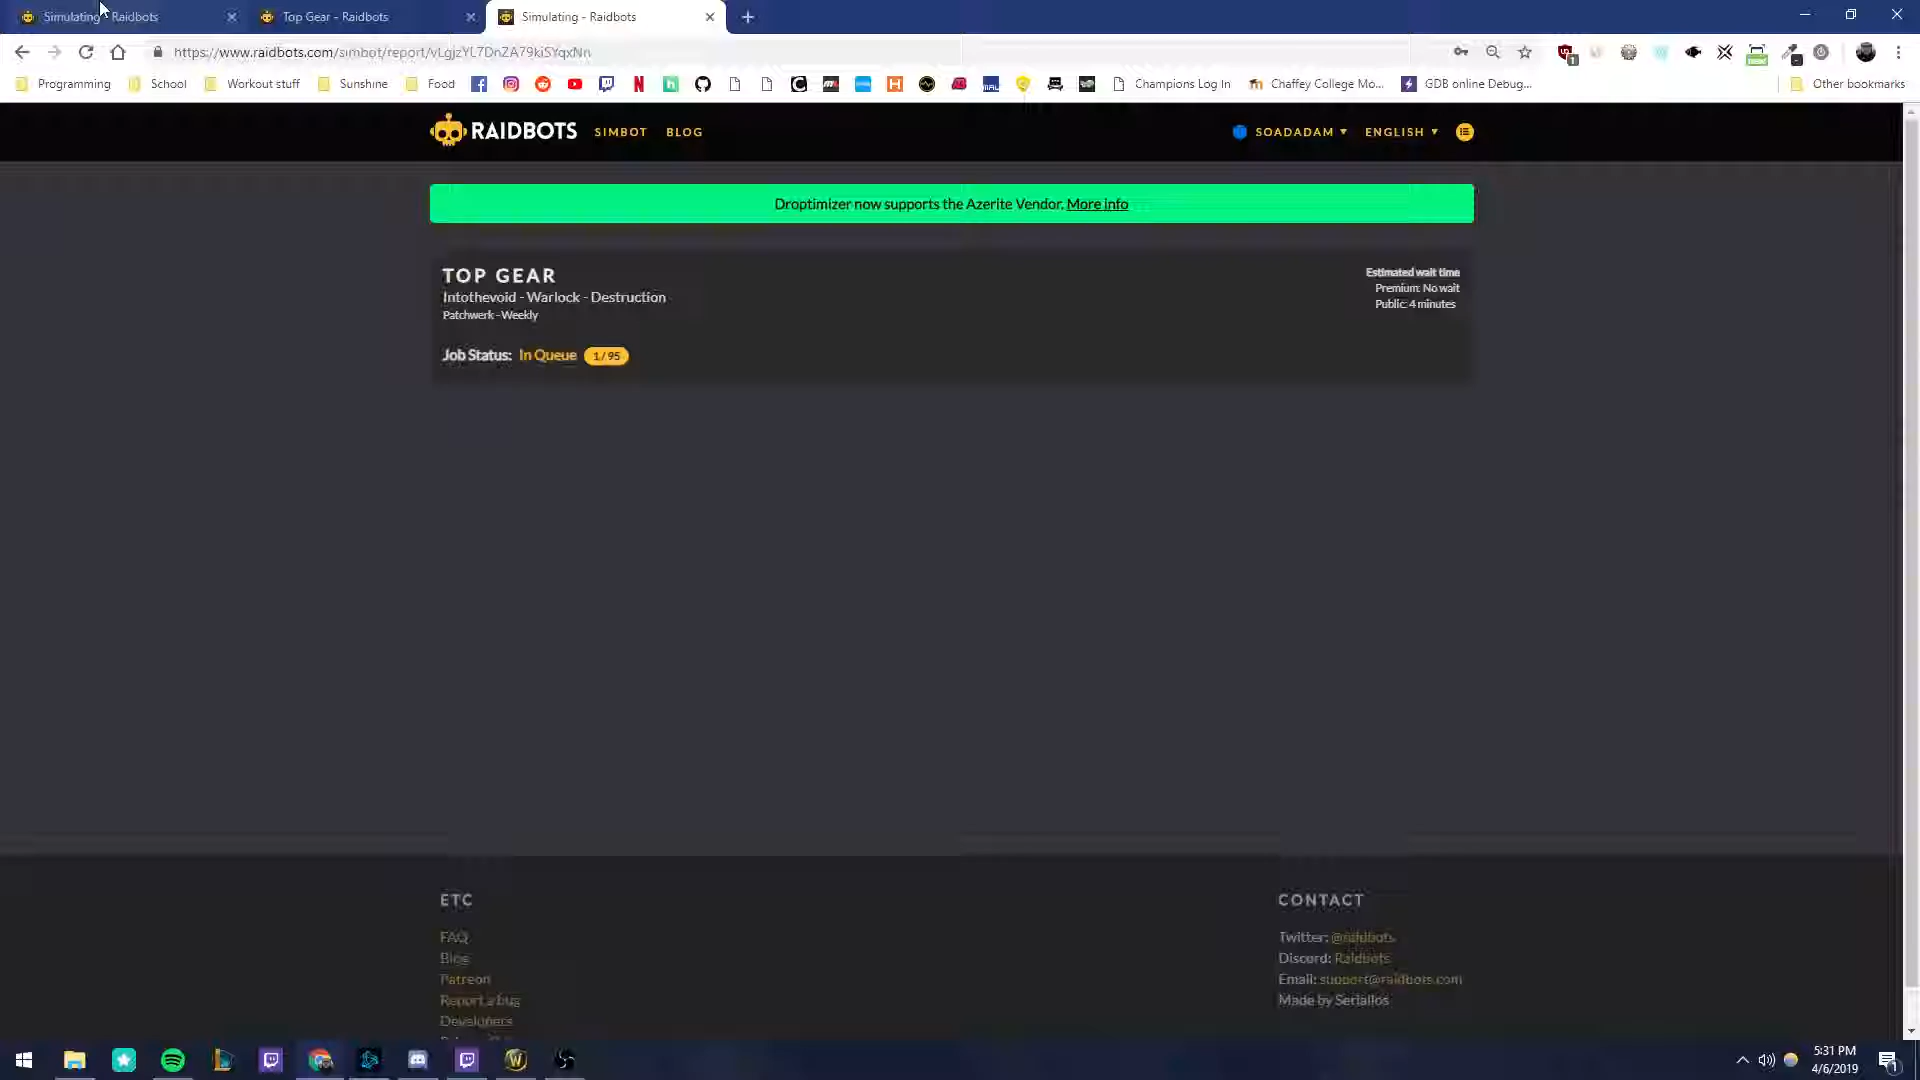 Simulating - Raidbots
Top Gear - Raidbots
Simulating - Raidbots
https://www.raidbots.com/simbot/report/vLgjzYL7DnZA79kiSYqxNn
Programming School Workout stuff Sunshine Food Champions Log In Chaffey College Mo... GDB online Debug... Other bookmarks
RAIDBOTS SIMBOT BLOG SOADADAM ENGLISH
Droptimizer now supports the Azerite Vendor. More info
TOP GEAR
Intothevoid - Warlock - Destruction
Patchwerk - Weekly
Estimated wait time
Premium: No wait
Public: 4 minutes
Job Status: In Queue 1 / 95
ETC
FAQ
Blog
Patreon
Report a bug
Developers
CONTACT
Twitter: @raidbots
Discord: Raidbots
Email: support@raidbots.com
Made by Seriallos
5:31 PM
4/6/2019